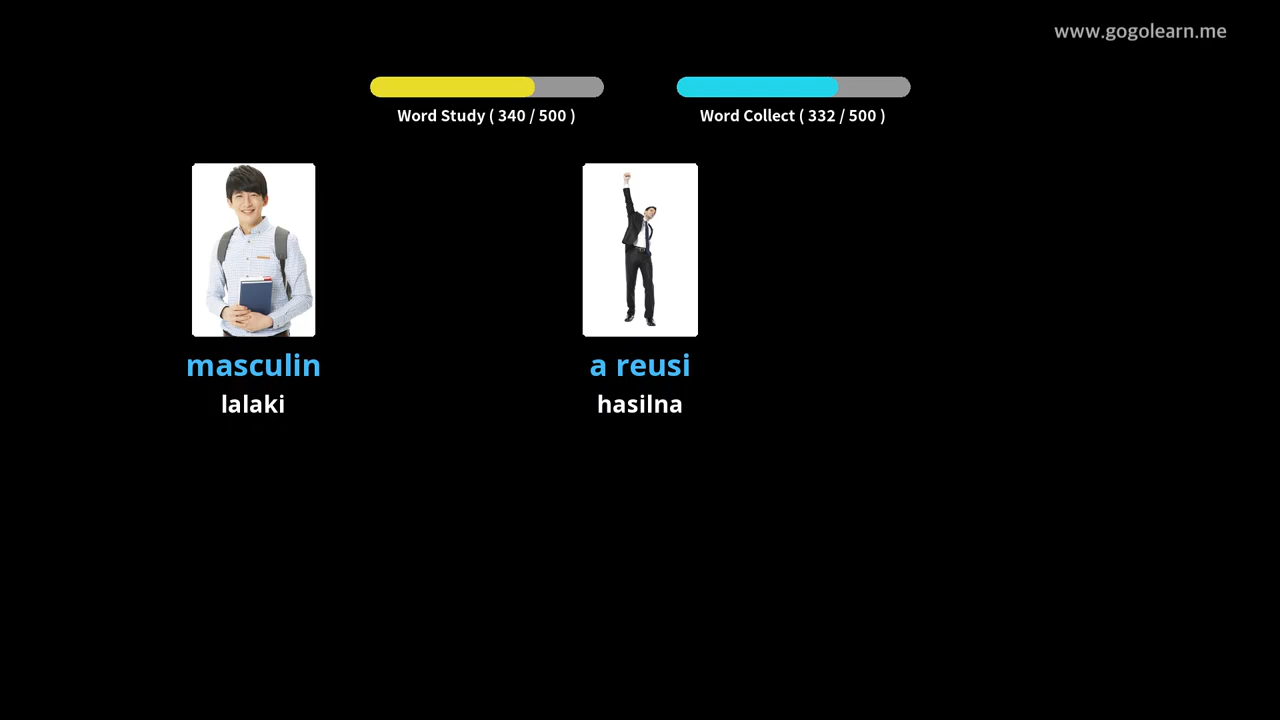 www.gogolearn.me
Word Study ( 340 / 500 )
Word Collect ( 332 / 500 )
masculin
lalaki
a reusi
hasilna